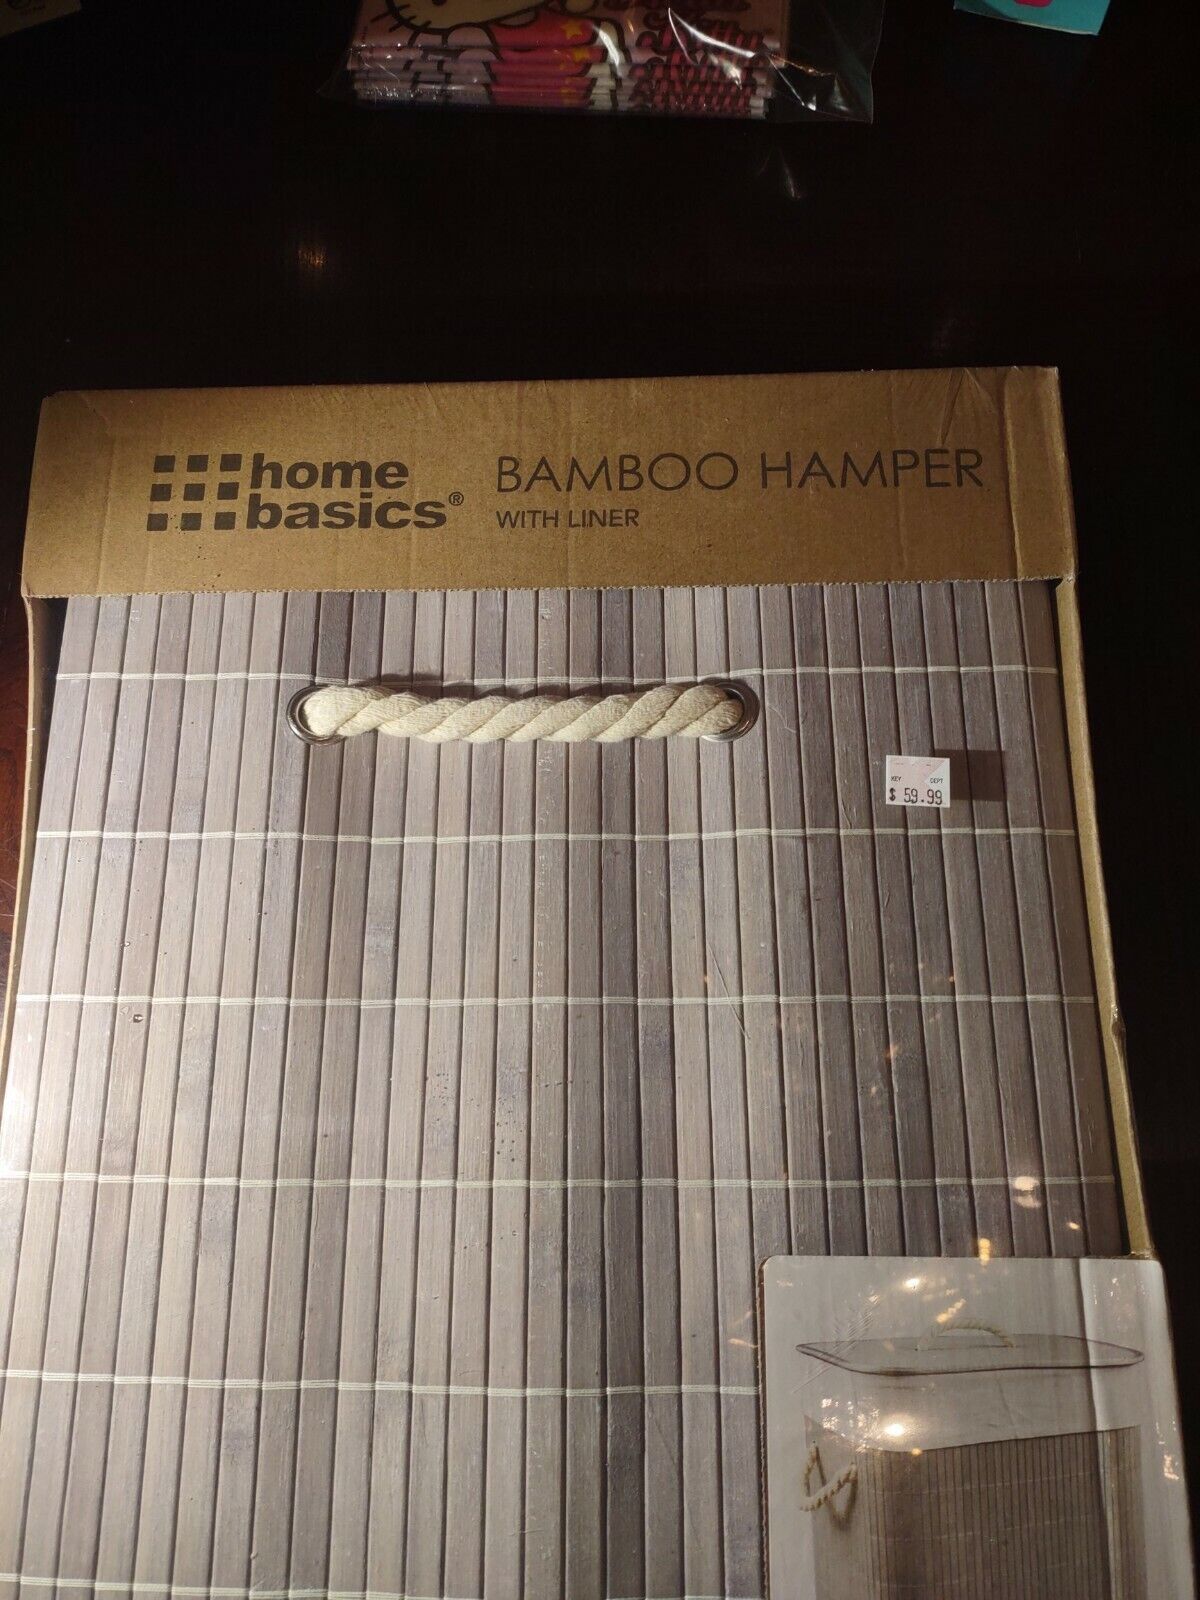 home
basics®
BAMBOO HAMPER
WITH LINER
KEY DEPT
$ 59.99